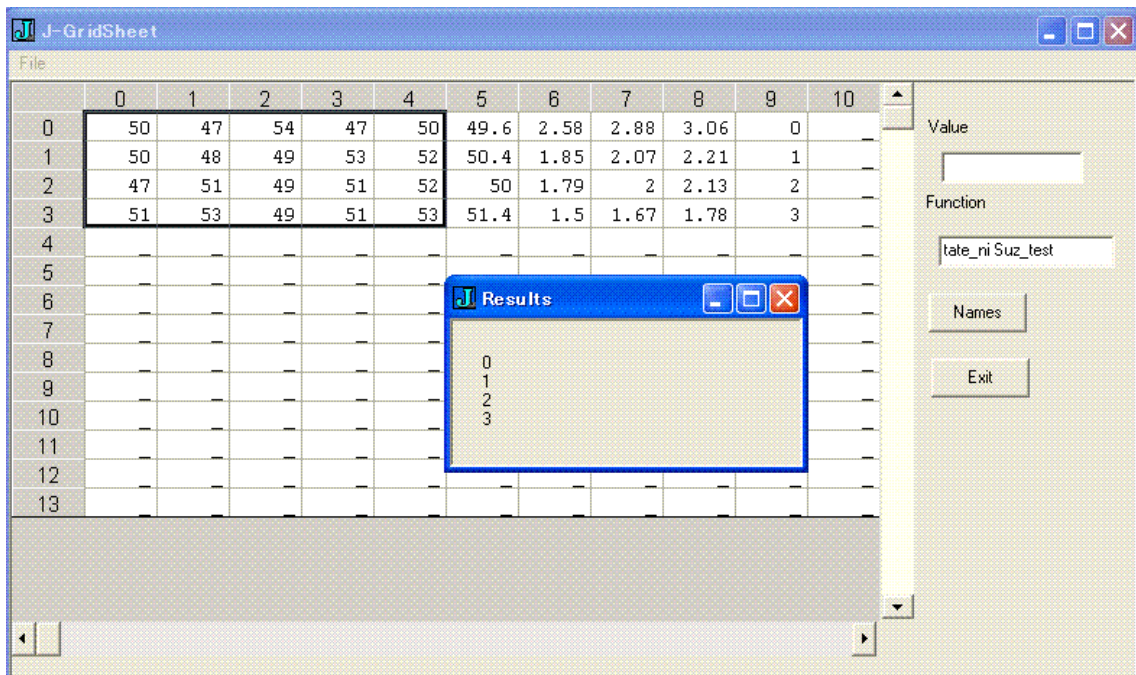 J-GridSheet
File
0 1 2 3 4 5 6 7 8 9 10
0 50 47 54 47 50 49.6 2.58 2.88 3.06 0 _
1 50 48 49 53 52 50.4 1.85 2.07 2.21 1 _
2 47 51 49 51 52 50 1.79 2 2.13 2 _
3 51 53 49 51 53 51.4 1.5 1.67 1.78 3 _
4 _ _ _ _ _ _ _ _ _ _ _
5 _ _ _ _ _ _
6 _ _ _ _ _ _
7 _ _ _ _ _ _
8 _ _ _ _ _ _
9 _ _ _ _ _ _
10 _ _ _ _ _ _
11 _ _ _ _ _ _
12 _ _ _ _ _ _ _ _ _ _ _
13 _ _ _ _ _ _ _ _ _ _ _
Results
0
1
2
3
Value
Function
tate_ni Suz_test
Names
Exit